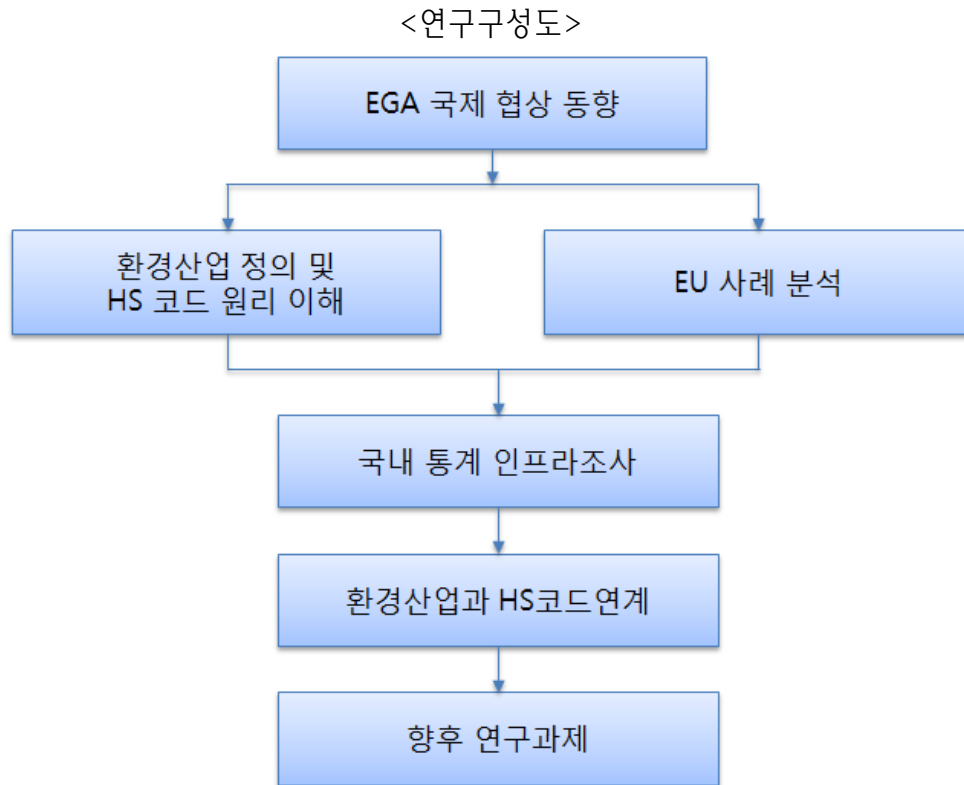 <연구구성도>
EGA 국제 협상 동향
환경산업 정의 및
HS 코드 원리 이해
EU 사례 분석
국내 통계 인프라조사
환경산업과 HS코드연계
향후 연구과제